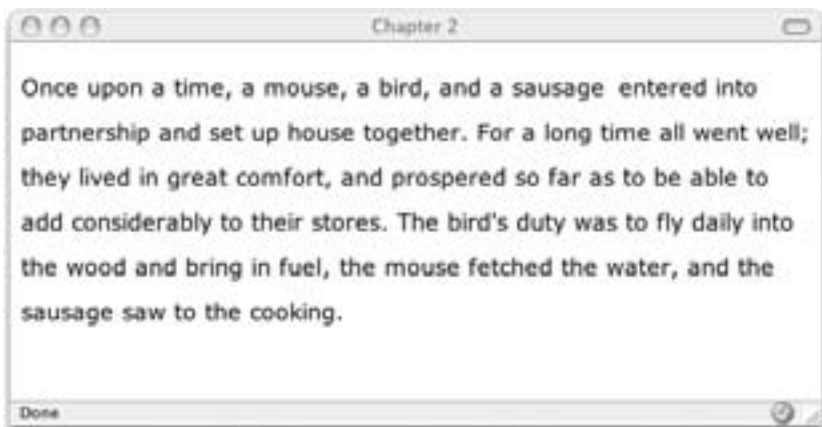 Chapter 2
Once upon a time, a mouse, a bird, and a sausage entered into
partnership and set up house together. For a long time all went well;
they lived in great comfort, and prospered so far as to be able to
add considerably to their stores. The bird's duty was to fly daily into
the wood and bring in fuel, the mouse fetched the water, and the
sausage saw to the cooking.
Done